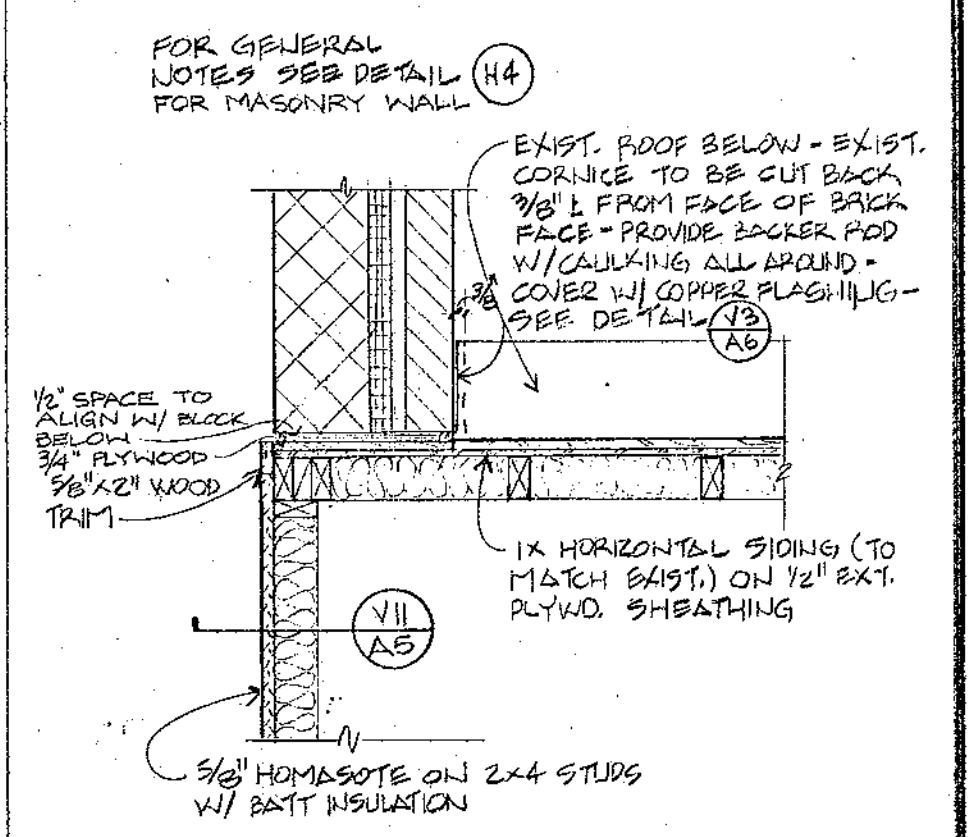 FOR GENERAL
NOTES SEE DETAIL H4
FOR MASONRY WALL
EXIST. ROOF BELOW - EXIST.
CORNICE TO BE CUT BACK
3/8" ± FROM FACE OF BRICK
FACE - PROVIDE BACKER ROD
W/ CAULKING ALL AROUND -
COVER W/ COPPER FLASHING -
SEE DETAIL V3
A6
3/8
1/2" SPACE TO
ALIGN W/ BLOCK
BELOW
3/4" PLYWOOD
5/8" X 2" WOOD
TRIM
1X HORIZONTAL SIDING (TO
MATCH EXIST.) ON 1/2" EXT.
PLYWD. SHEATHING
V11
A5
5/8" HOMASOTE ON 2x4 STUDS
W/ BATT INSULATION